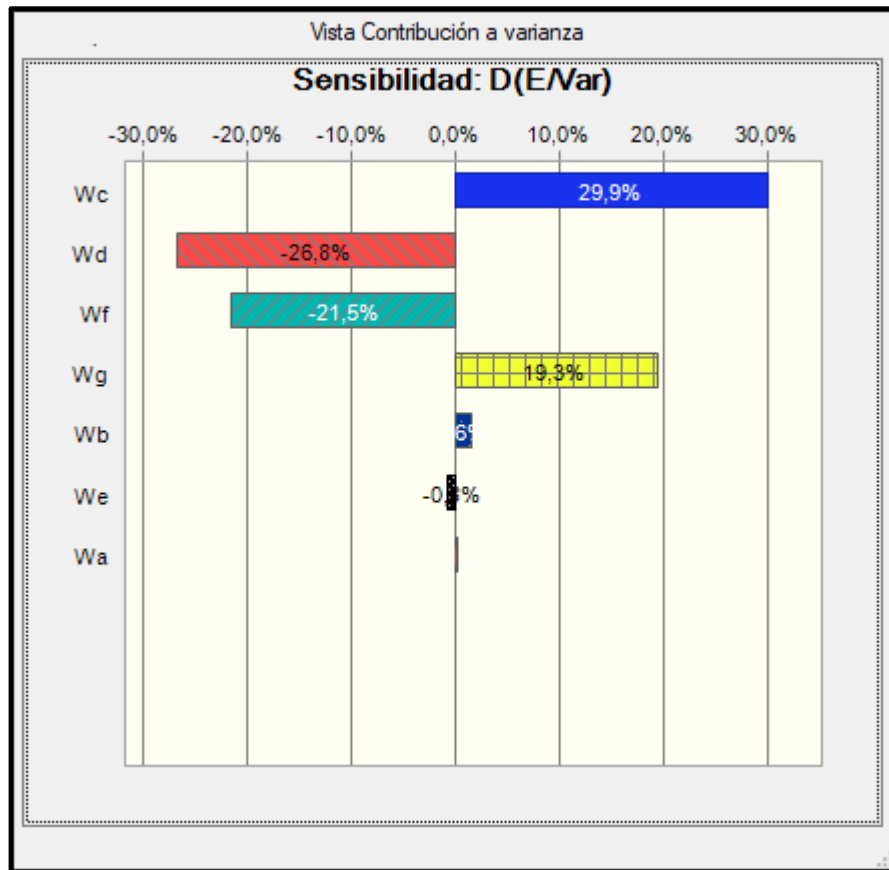 Vista Contribución a varianza
Sensibilidad: D(E/Var)
-30,0% -20,0% -10,0% 0,0% 10,0% 20,0% 30,0%
Wc 29,9%
Wd -26,8%
Wf -21,5%
Wg 19,3%
Wb
We
Wa